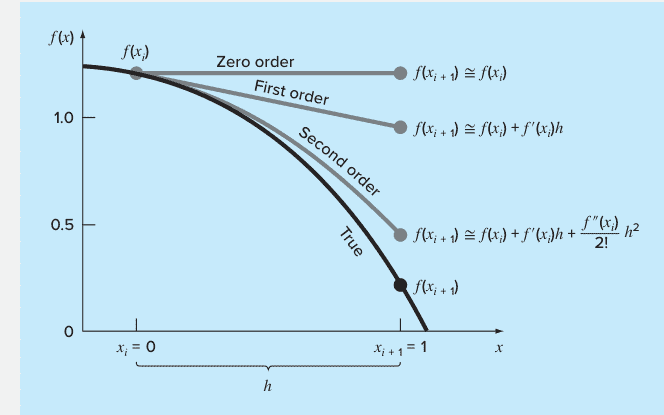 f(x)
f(xᵢ)
Zero order
f(xᵢ₊₁) ≅ f(xᵢ)
First order
1.0
f(xᵢ₊₁) ≅ f(xᵢ) + f′(xᵢ)h
Second order
0.5
True
f(xᵢ₊₁) ≅ f(xᵢ) + f′(xᵢ)h + f″(xᵢ)/2! h²
f(xᵢ₊₁)
0
xᵢ = 0
xᵢ₊₁ = 1
x
h